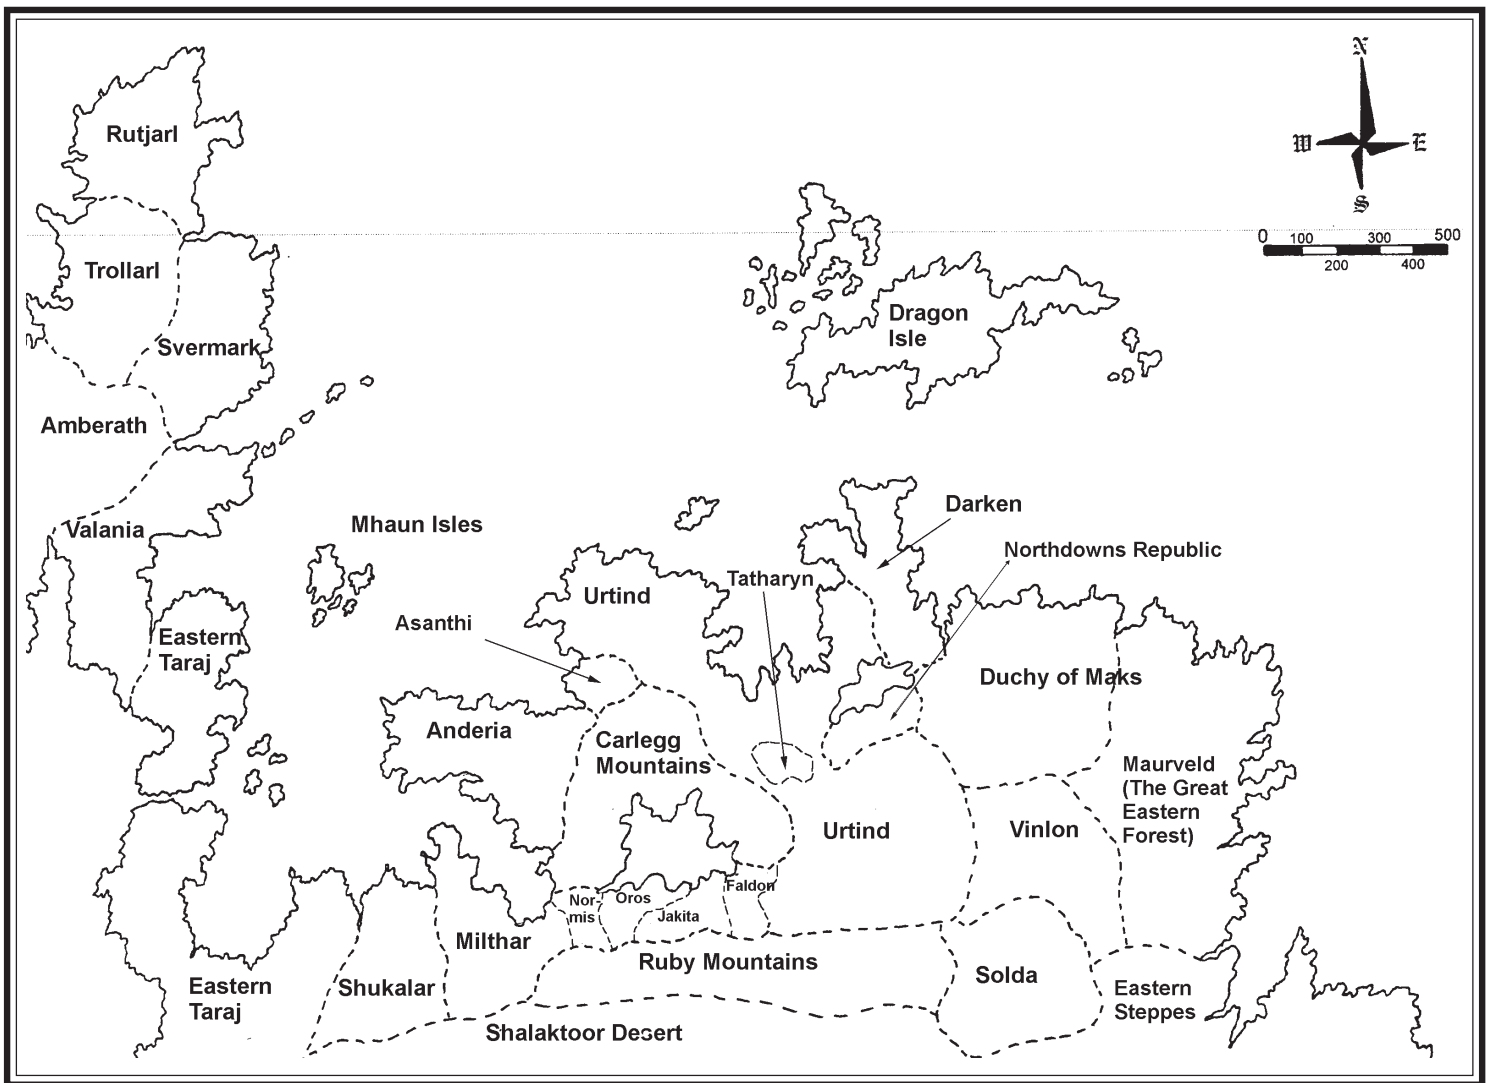 N
Rutjarl
W
E
S
0 100 300 500
200 400
Trollarl
Dragon
Isle
Svermark
Amberath
Darken
Mhaun Isles
Valania
Northdowns Republic
Tatharyn
Urtind
Asanthi
Eastern
Taraj
Duchy of Maks
Anderia
Carlegg
Mountains
Maurveld
(The Great
Eastern
Forest)
Urtind
Vinlon
Faldon
Nor-
mis
Oros
Jakita
Milthar
Ruby Mountains
Solda
Eastern
Taraj
Shukalar
Eastern
Steppes
Shalaktoor Desert